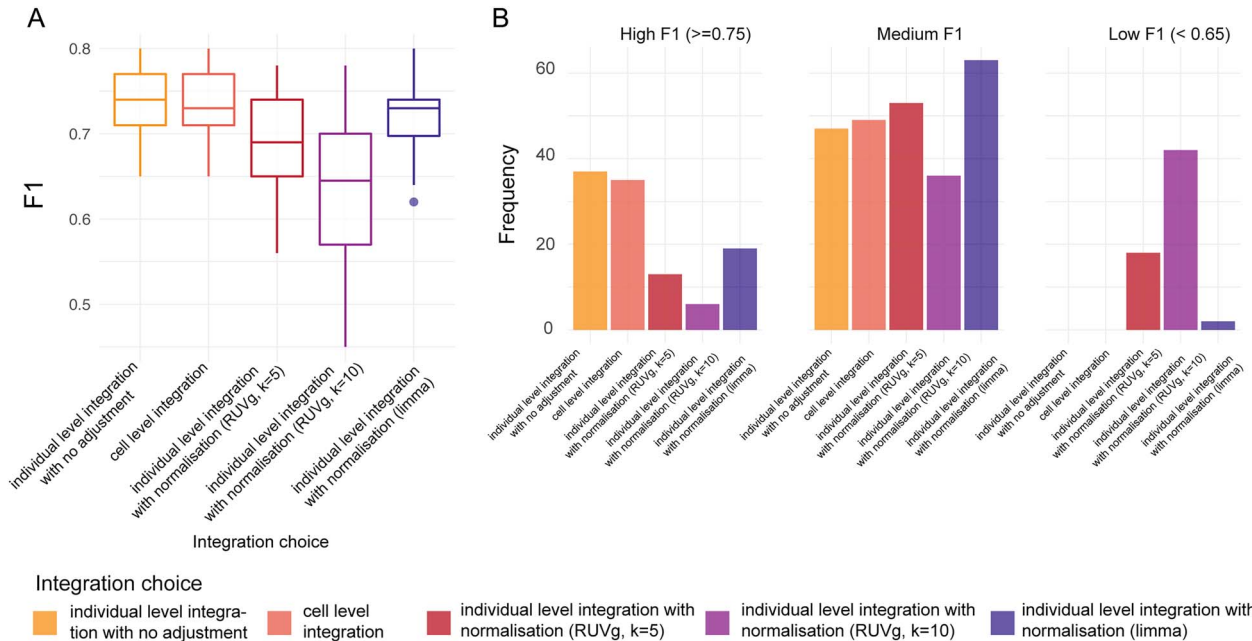 A
F1
0.8
0.7
0.6
0.5
individual level integration
with no adjustment
cell level integration
individual level integration
with normalisation (RUVg, k=5)
individual level integration
with normalisation (RUVg, k=10)
individual level integration
with normalisation (limma)
Integration choice
B
High F1 (>=0.75)
Medium F1
Low F1 (< 0.65)
Frequency
60
40
20
0
individual level integration
with no adjustment
cell level integration
individual level integration
with normalisation (RUVg, k=5)
individual level integration
with normalisation (RUVg, k=10)
individual level integration
with normalisation (limma)
individual level integration
with no adjustment
cell level integration
individual level integration
with normalisation (RUVg, k=5)
individual level integration
with normalisation (RUVg, k=10)
individual level integration
with normalisation (limma)
individual level integration
with no adjustment
cell level integration
individual level integration
with normalisation (RUVg, k=5)
individual level integration
with normalisation (RUVg, k=10)
individual level integration
with normalisation (limma)
Integration choice
individual level integra-
tion with no adjustment
cell level
integration
individual level integration with
normalisation (RUVg, k=5)
individual level integration with
normalisation (RUVg, k=10)
individual level integration with
normalisation (limma)